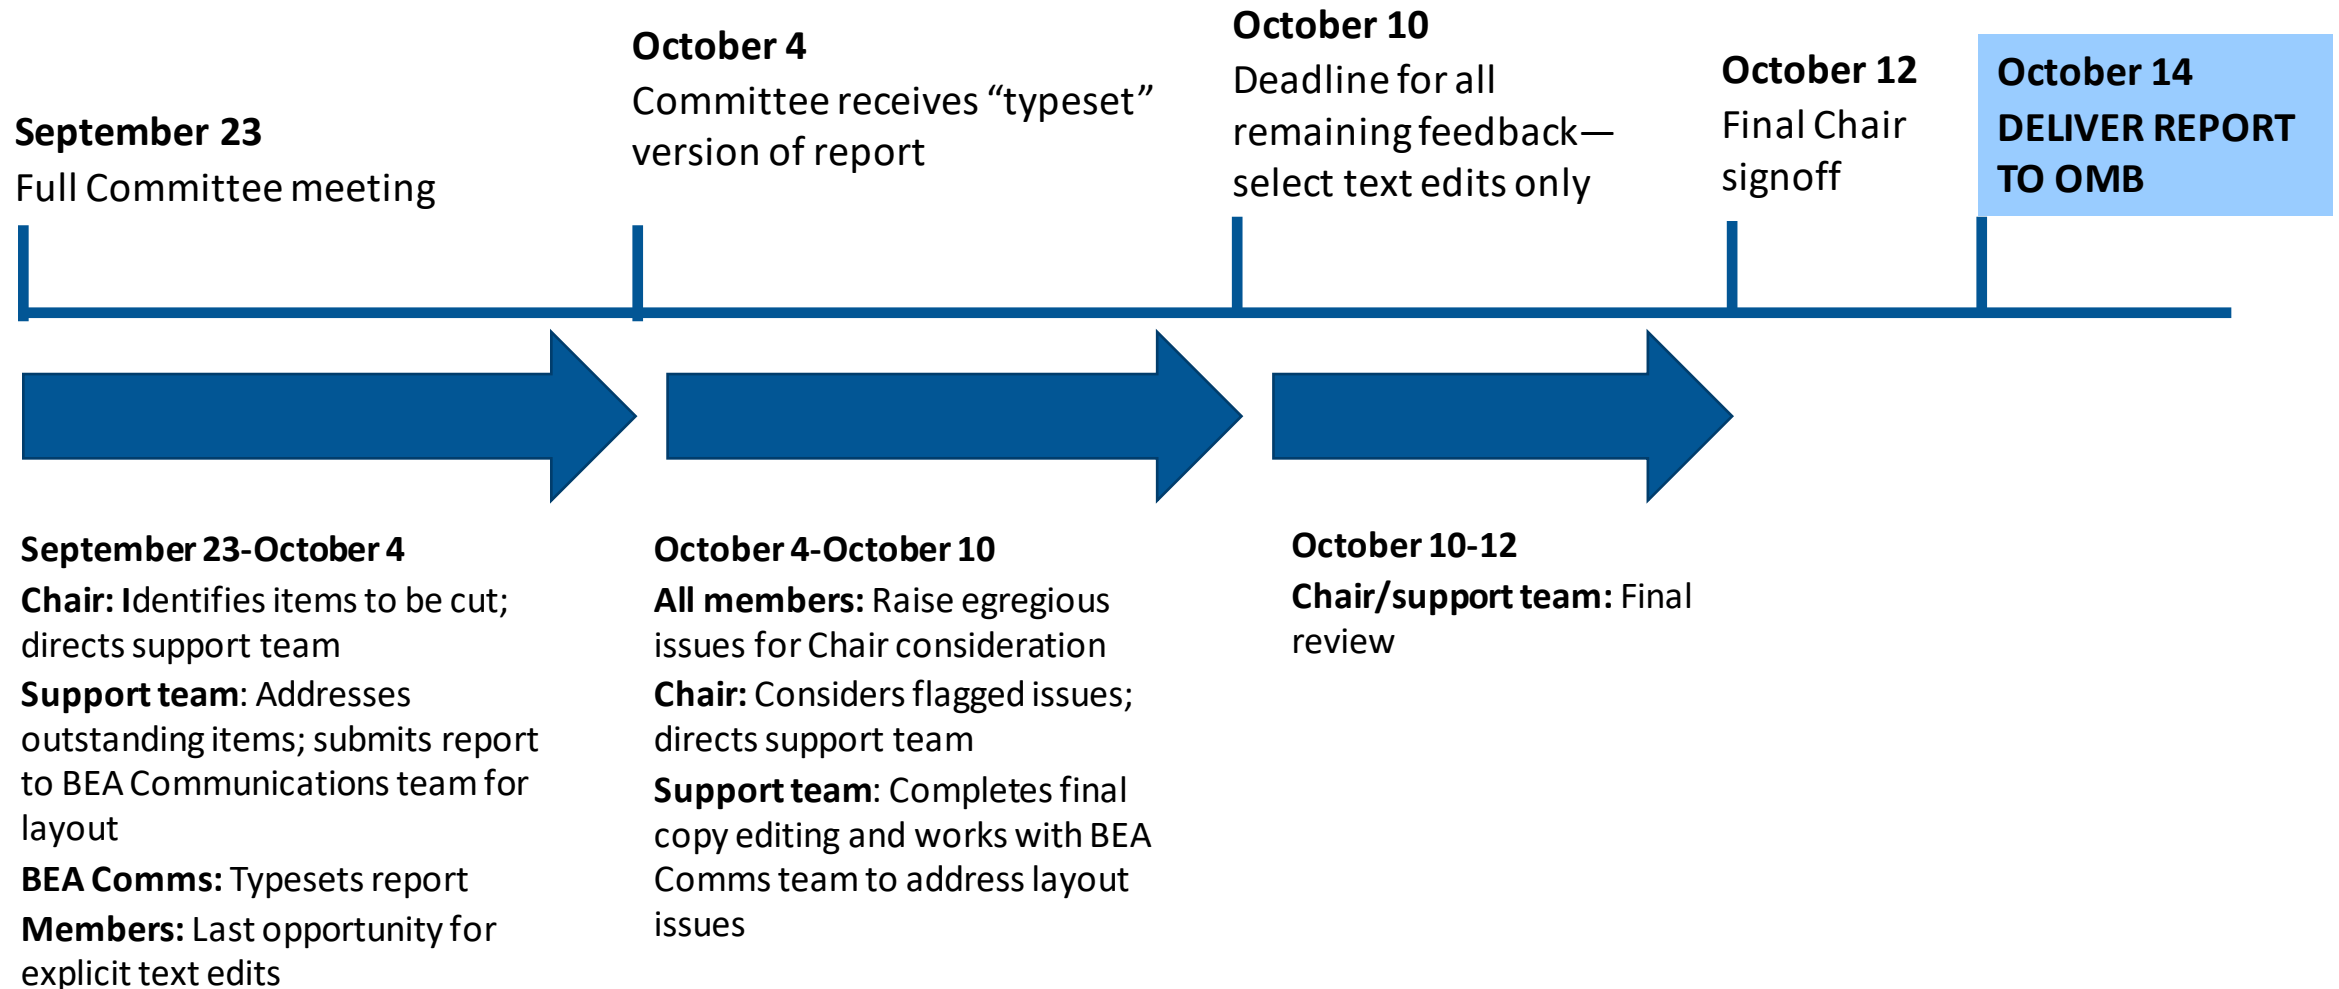 September 23
Full Committee meeting
October 4
Committee receives “typeset”
version of report
October 10
Deadline for all
remaining feedback—
select text edits only
October 12
Final Chair
signoff
October 14
DELIVER REPORT
TO OMB
September 23-October 4
Chair: Identifies items to be cut;
directs support team
Support team: Addresses
outstanding items; submits report
to BEA Communications team for
layout
BEA Comms: Typesets report
Members: Last opportunity for
explicit text edits
October 4-October 10
All members: Raise egregious
issues for Chair consideration
Chair: Considers flagged issues;
directs support team
Support team: Completes final
copy editing and works with BEA
Comms team to address layout
issues
October 10-12
Chair/support team: Final
review